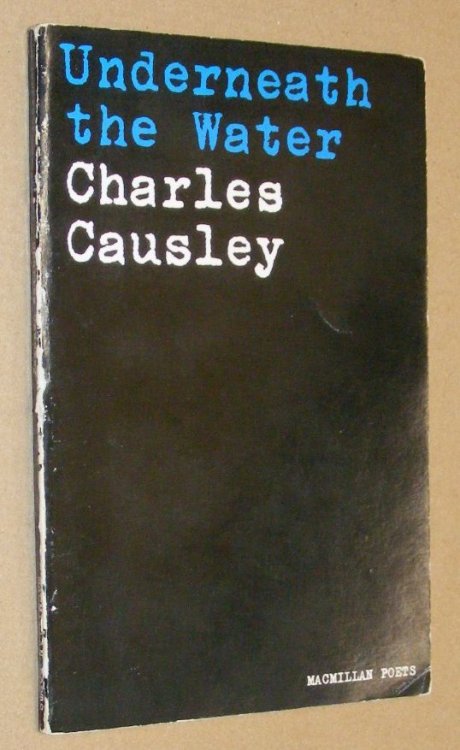 Underneath
the Water
Charles
Causley
MACMILLAN POETS